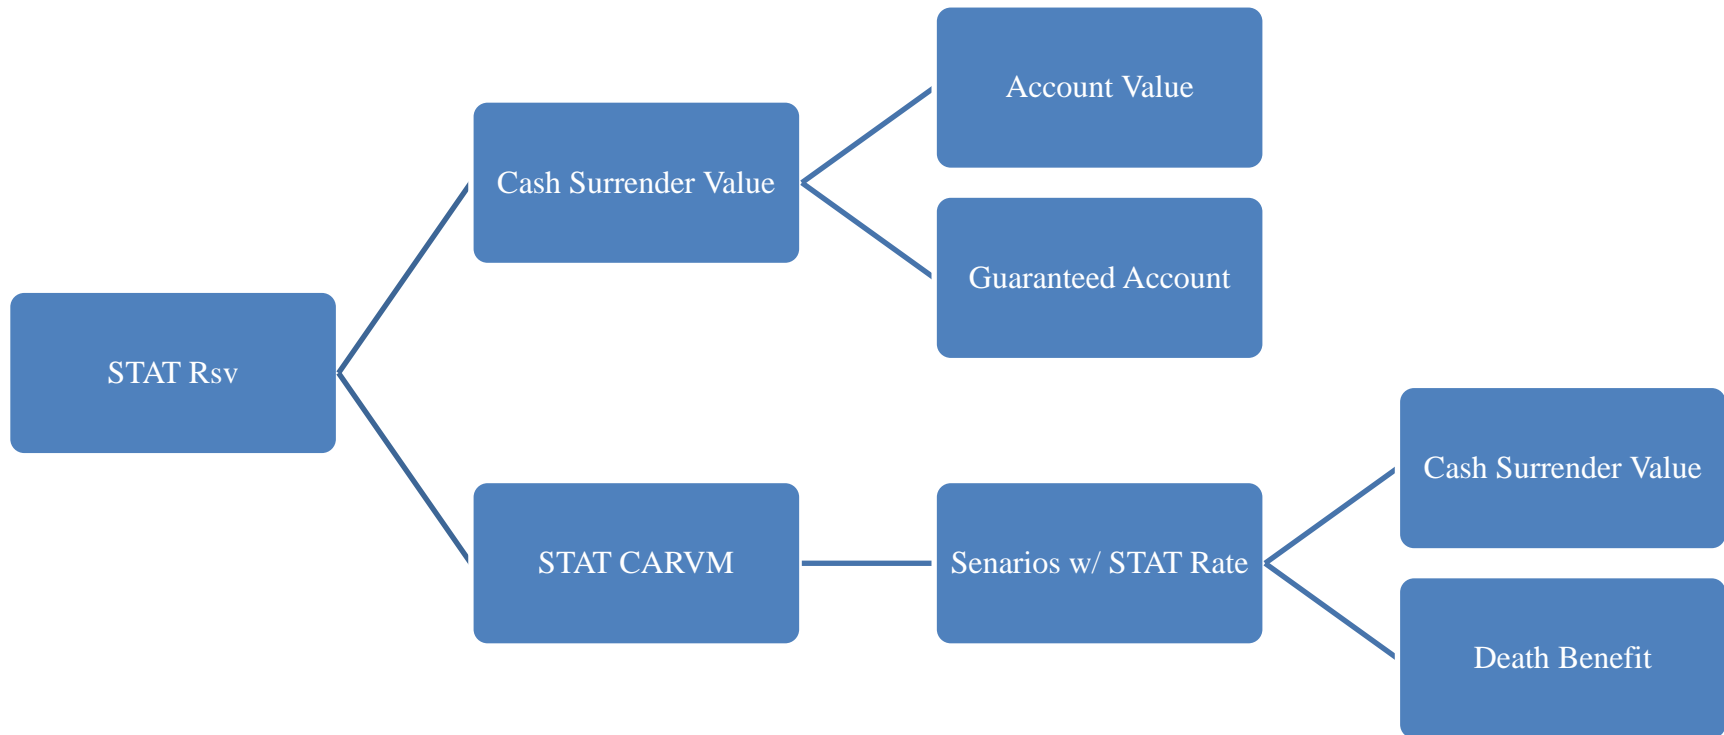 Account Value
Cash Surrender Value
Guaranteed Account
STAT Rsv
Cash Surrender Value
STAT CARVM
Senarios w/ STAT Rate
Death Benefit